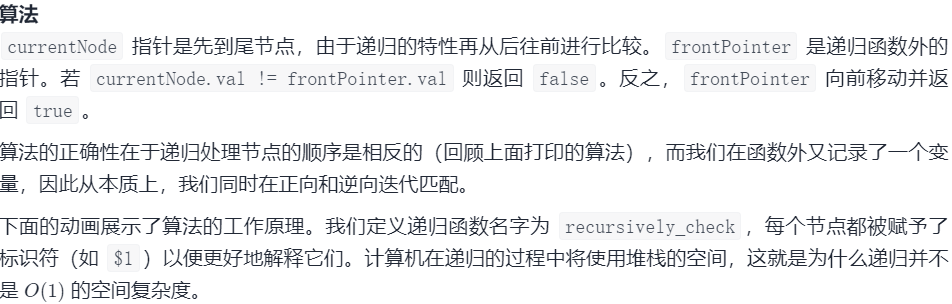 算法
currentNode 指针是先到尾节点，由于递归的特性再从后往前进行比较。 frontPointer 是递归函数外的
指针。若 currentNode.val != frontPointer.val 则返回 false 。反之， frontPointer 向前移动并返
回 true 。
算法的正确性在于递归处理节点的顺序是相反的（回顾上面打印的算法），而我们在函数外又记录了一个变
量，因此从本质上，我们同时在正向和逆向迭代匹配。
下面的动画展示了算法的工作原理。我们定义递归函数名字为 recursively_check ，每个节点都被赋予了
标识符（如 $1 ）以便更好地解释它们。计算机在递归的过程中将使用堆栈的空间，这就是为什么递归并不
是 O(1) 的空间复杂度。